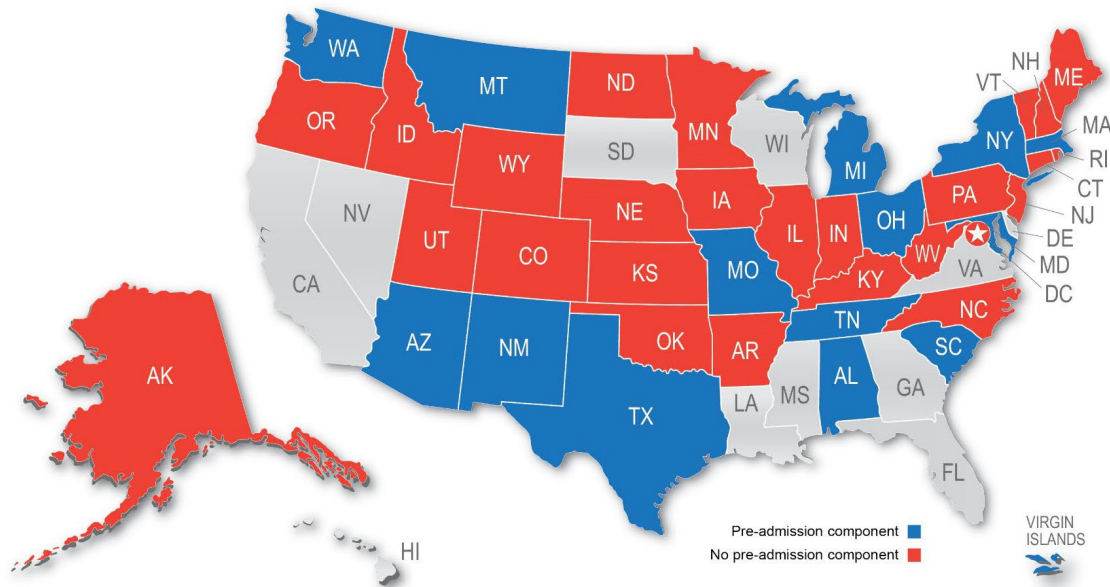 WA
MT
ND
MN
OR
ID
WY
SD
WI
MI
VT
NH
ME
NY
MA
RI
CT
NJ
PA
DE
MD
DC
NV
CA
UT
CO
NE
KS
IA
MO
IL
IN
OH
WV
VA
KY
NC
TN
SC
AZ
NM
OK
AR
TX
LA
MS
AL
GA
FL
AK
HI
Pre-admission component
No pre-admission component
VIRGIN
ISLANDS